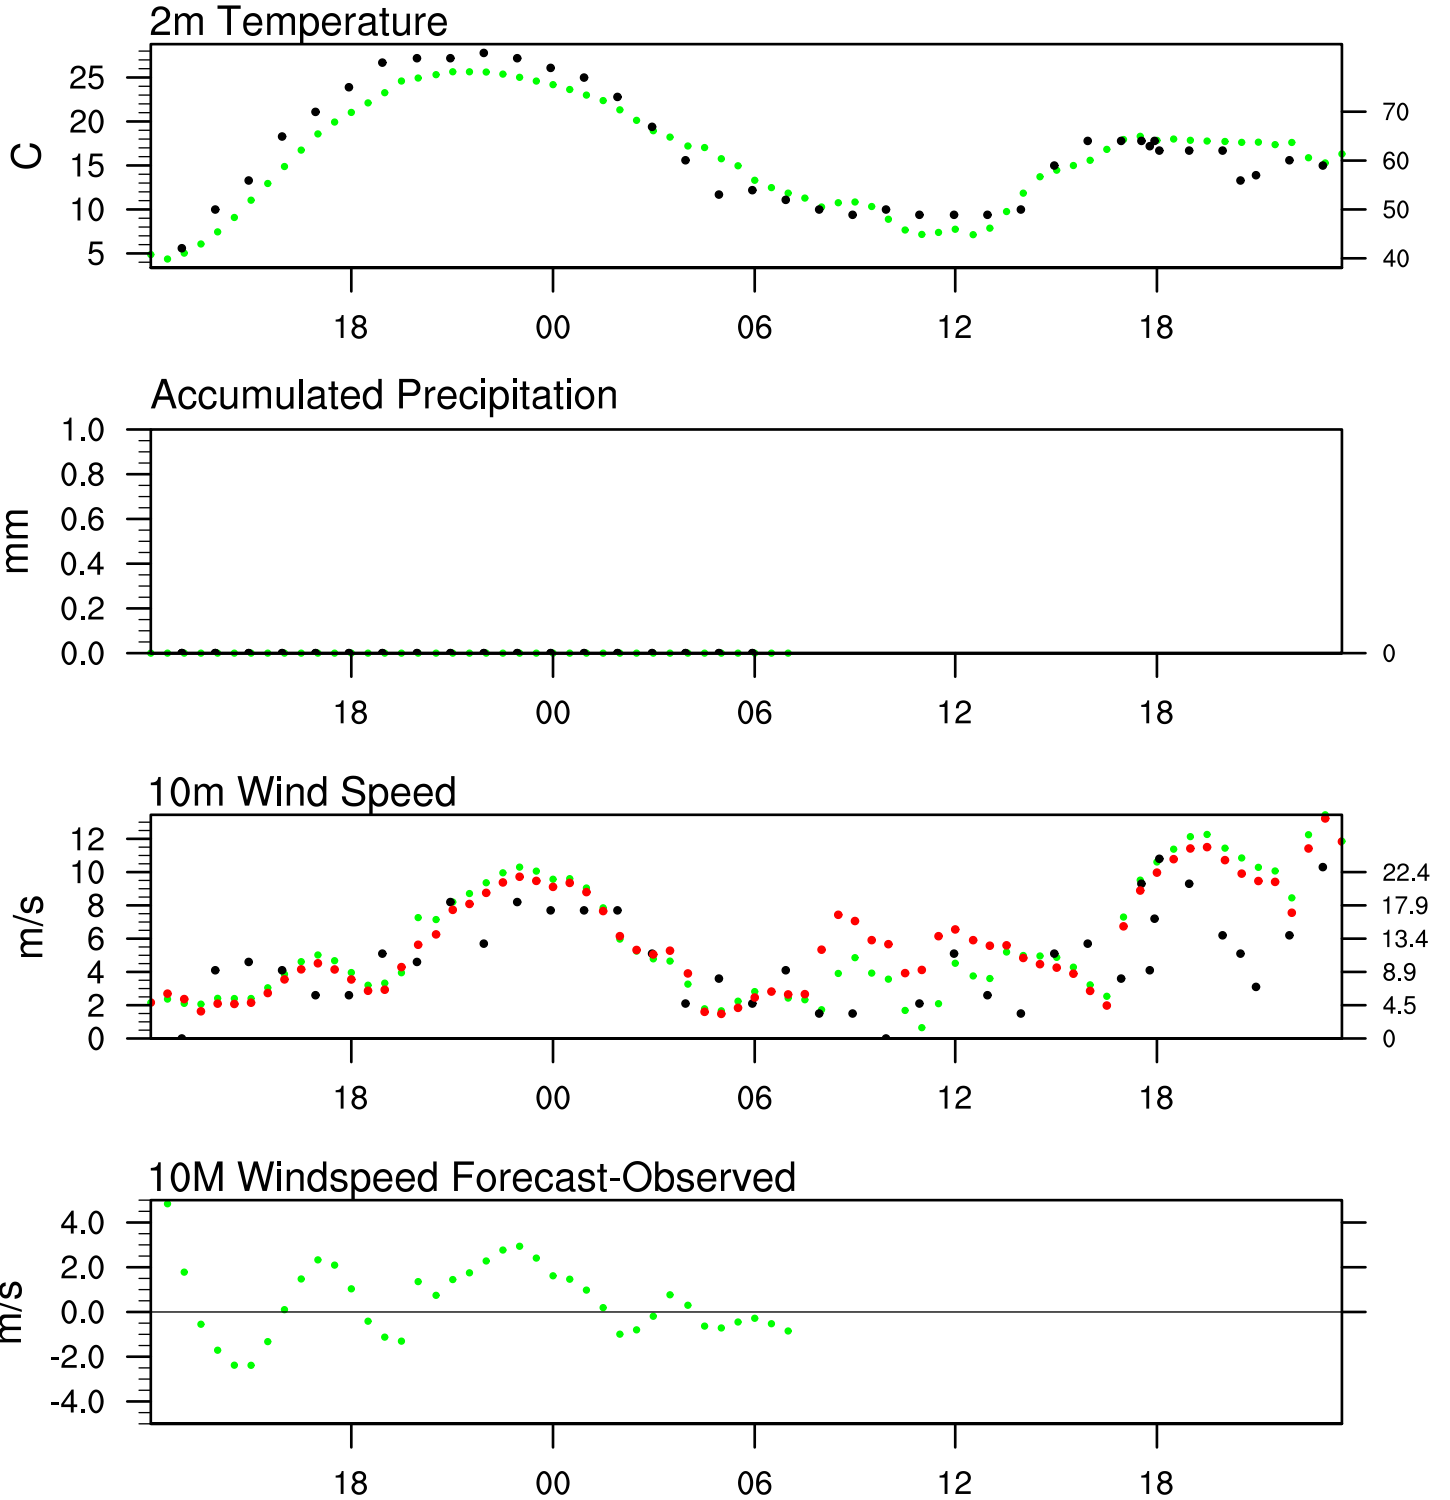 2m Temperature
C
25
20
15
10
5
70
60
50
40
18 00 06 12 18
Accumulated Precipitation
mm
1.0
0.8
0.6
0.4
0.2
0.0
0
18 00 06 12 18
10m Wind Speed
m/s
12
10
8
6
4
2
0
22.4
17.9
13.4
8.9
4.5
0
18 00 06 12 18
10M Windspeed Forecast-Observed
m/s
4.0
2.0
0.0
-2.0
-4.0
18 00 06 12 18